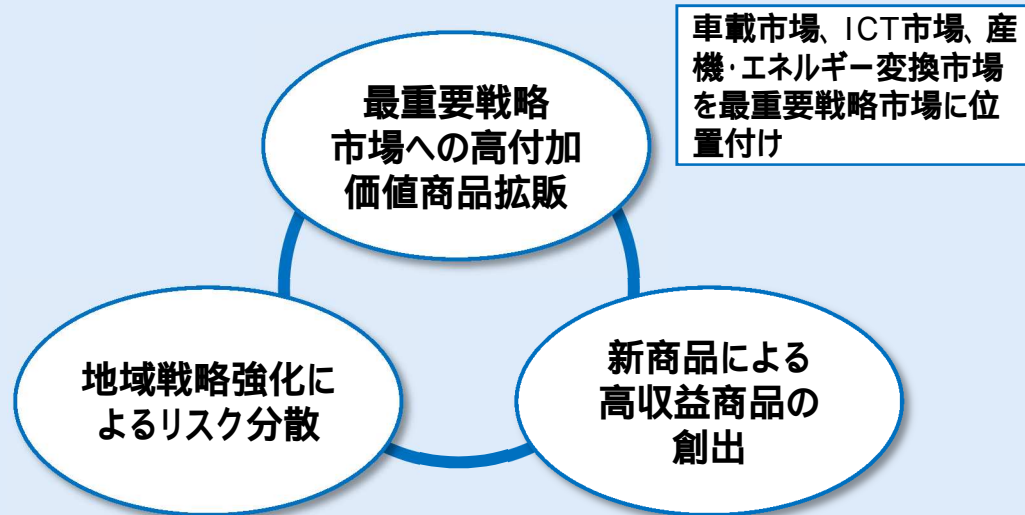 車載市場、ICT市場、産
機・エネルギー変換市場
を最重要戦略市場に位
置付け
最重要戦略
市場への高付加
価値商品拡販
地域戦略強化に
よるリスク分散
新商品による
高収益商品の
創出